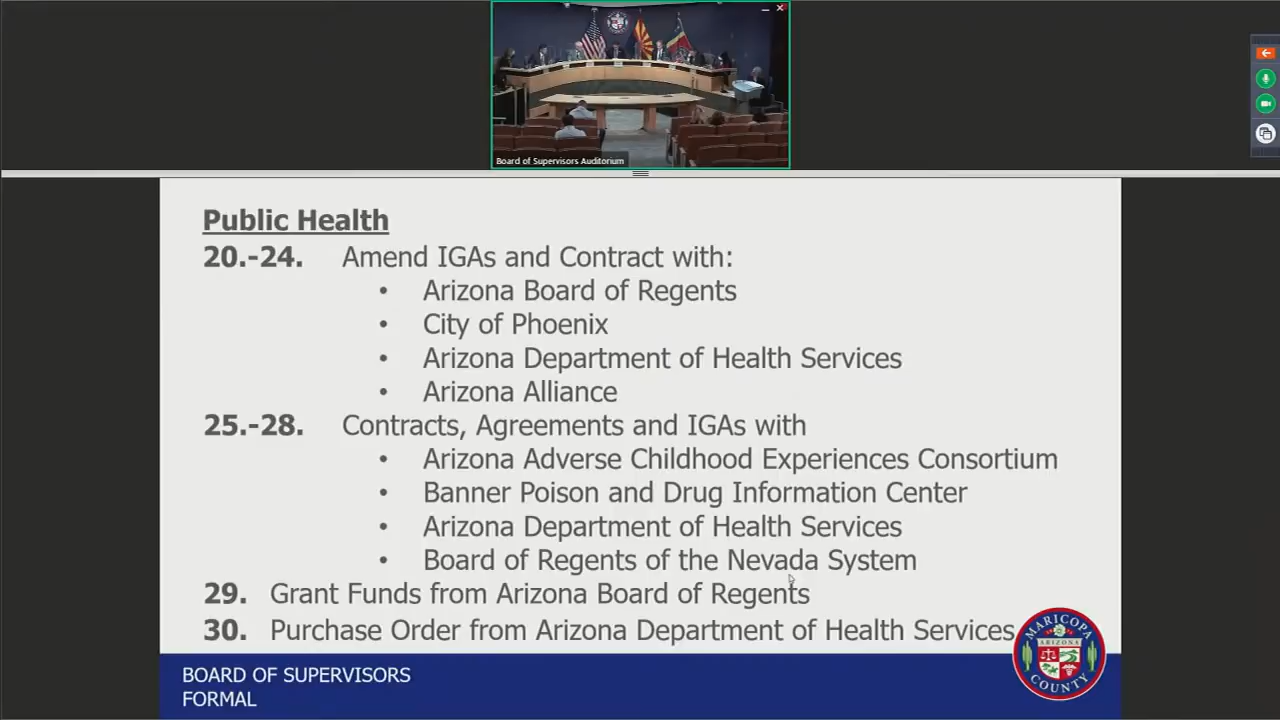 Board of Supervisors Auditorium
Public Health
20.-24. Amend IGAs and Contract with:
• Arizona Board of Regents
• City of Phoenix
• Arizona Department of Health Services
• Arizona Alliance
25.-28. Contracts, Agreements and IGAs with
• Arizona Adverse Childhood Experiences Consortium
• Banner Poison and Drug Information Center
• Arizona Department of Health Services
• Board of Regents of the Nevada System
29. Grant Funds from Arizona Board of Regents
30. Purchase Order from Arizona Department of Health Services
BOARD OF SUPERVISORS
FORMAL
MARICOPA
ARIZONA
COUNTY